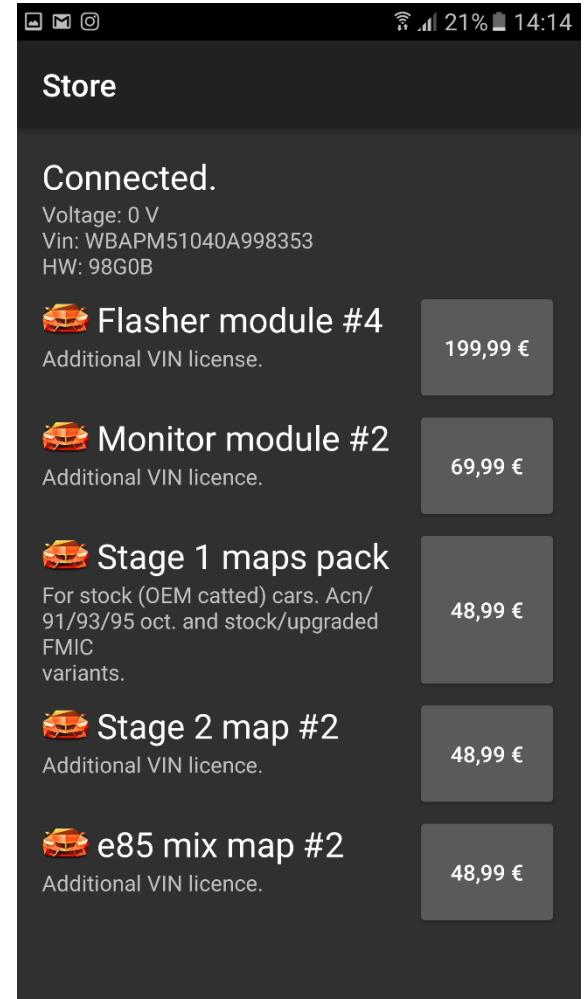 21% 14:14
Store
Connected.
Voltage: 0 V
Vin: WBAPM51040A998353
HW: 98G0B
Flasher module #4
Additional VIN license.
199,99 €
Monitor module #2
Additional VIN licence.
69,99 €
Stage 1 maps pack
For stock (OEM catted) cars. Acn/
91/93/95 oct. and stock/upgraded
FMIC
variants.
48,99 €
Stage 2 map #2
Additional VIN licence.
48,99 €
e85 mix map #2
Additional VIN licence.
48,99 €